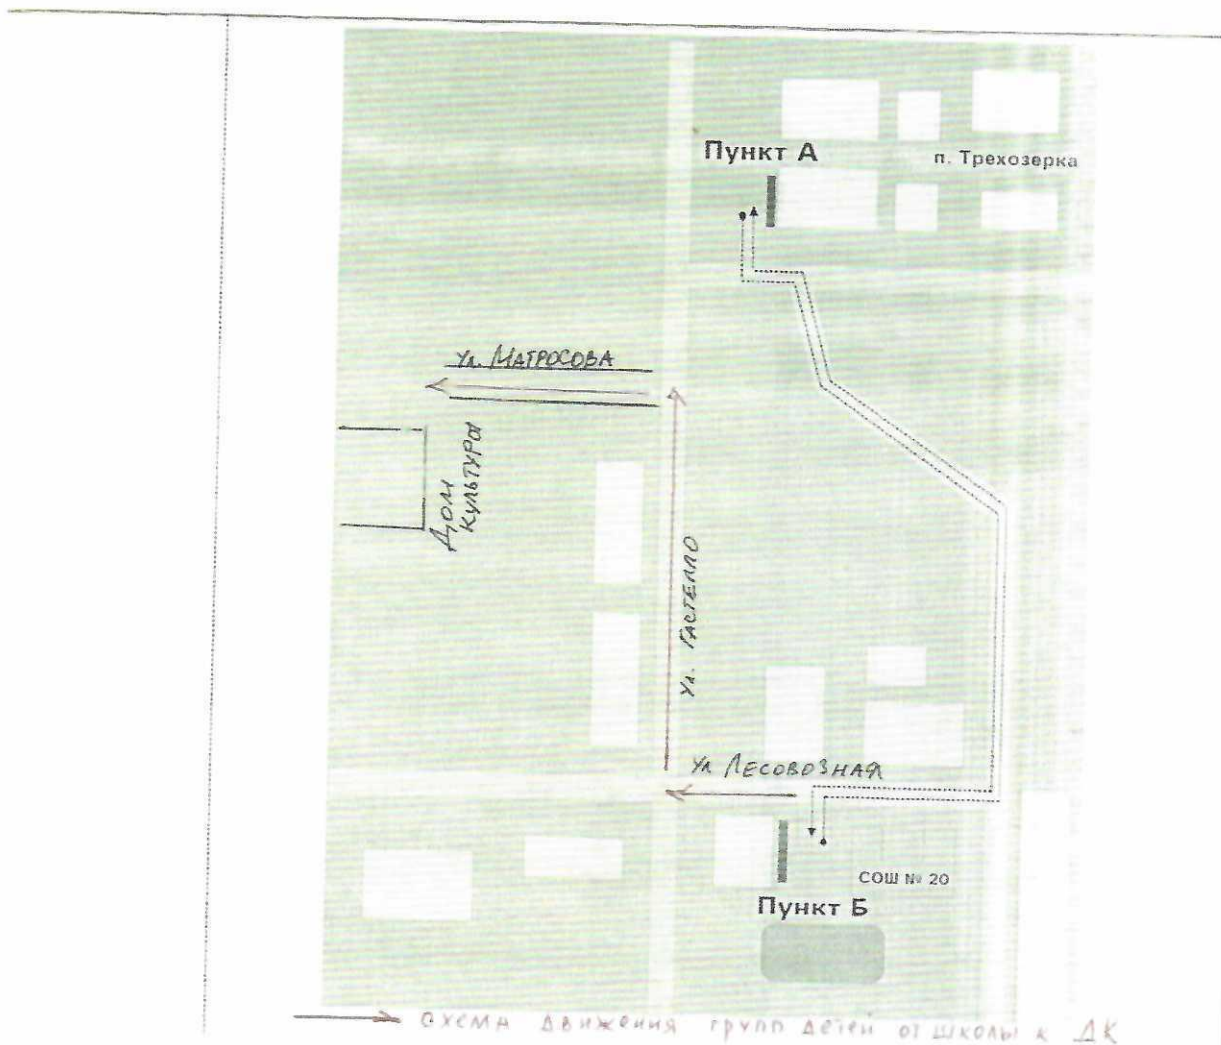 Пункт А
п. Трехозерка
Ул. МАТРОСОВА
ДОМ
КУЛЬТУРЫ
Ул. ГАСТЕЛЛО
Ул ЛЕСОВОЗНАЯ
СОШ № 20
Пункт Б
схема движения групп детей от школы к ДК